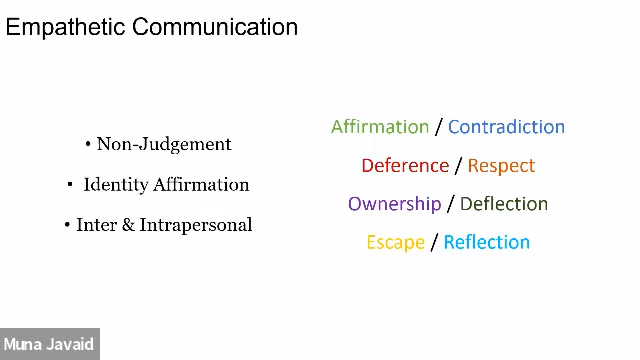 Empathetic Communication
• Non-Judgement
• Identity Affirmation
• Inter & Intrapersonal
Affirmation / Contradiction
Deference / Respect
Ownership / Deflection
Escape / Reflection
Muna Javaid